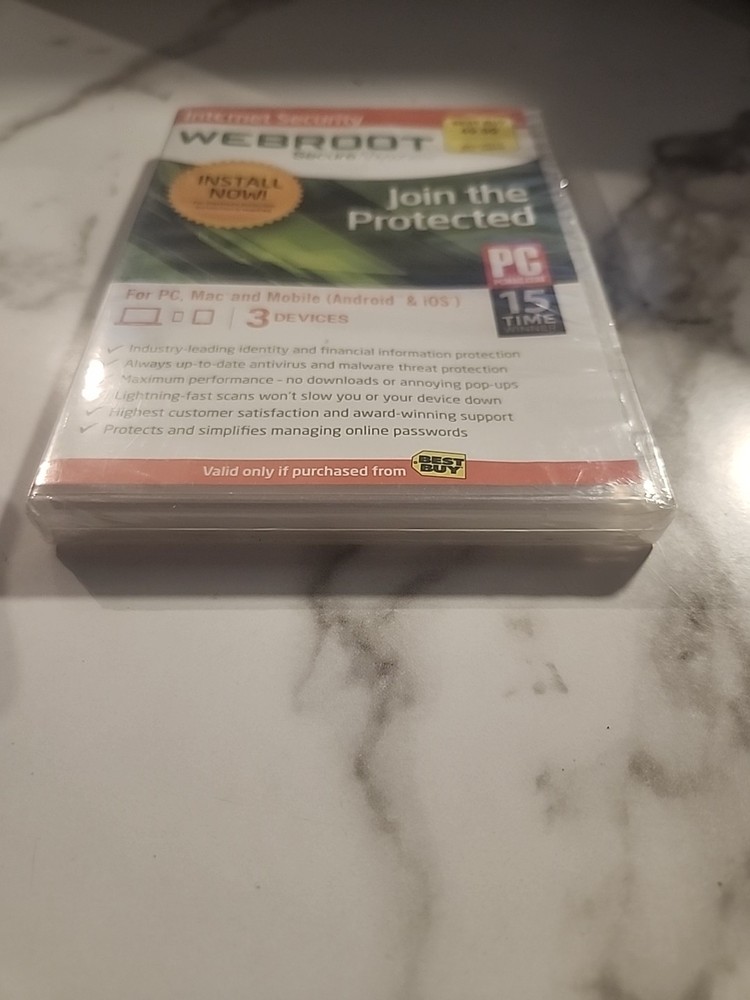 Internet Security
WEBROOT
Secure
INSTALL
NOW!
Join the
Protected
PC
For PC, Mac and Mobile (Android™ & iOS®)
3 DEVICES
15
TIME
WINNER
✓ Industry-leading identity and financial information protection
✓ Always up-to-date antivirus and malware threat protection
Maximum performance – no downloads or annoying pop-ups
Lightning-fast scans won't slow you or your device down
✓ Highest customer satisfaction and award-winning support
✓ Protects and simplifies managing online passwords
Valid only if purchased from
BEST
BUY